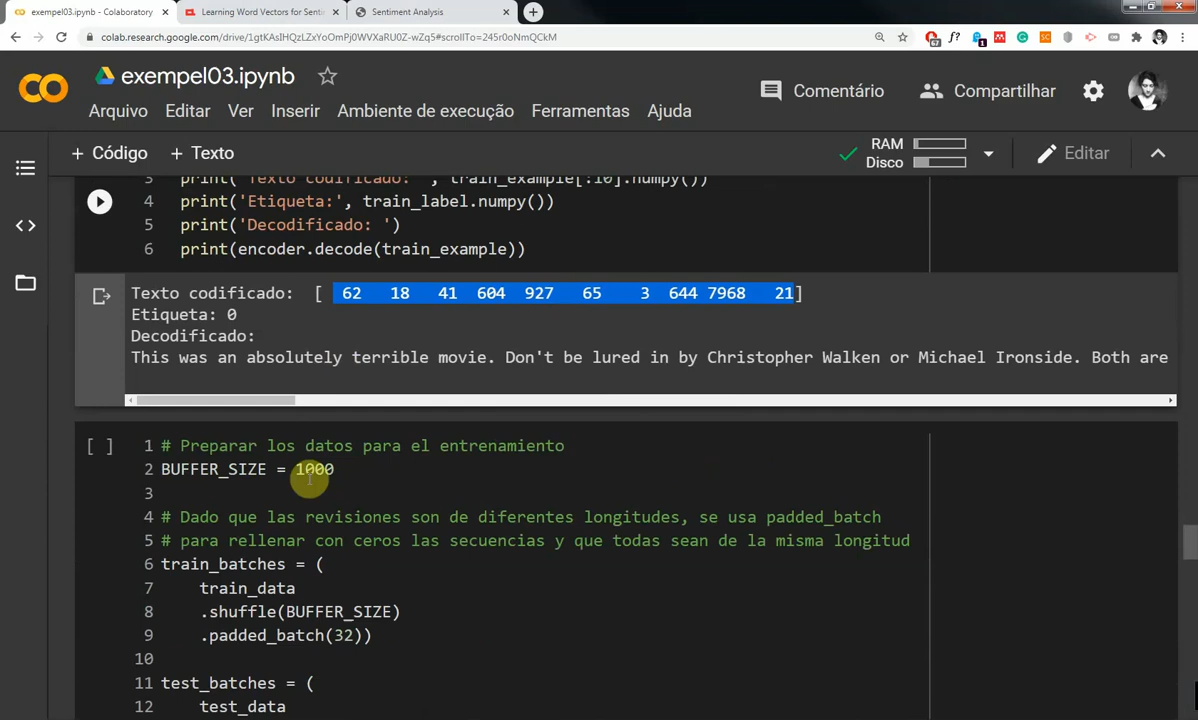 exempel03.ipynb - Colaboratory
Learning Word Vectors for Senti
Sentiment Analysis
colab.research.google.com/drive/1gtKAsIHQzLZxYoOmPj0WVXaRU0Z-wZq5#scrollTo=245r0oNmQCkM
exempel03.ipynb
Comentário
Compartilhar
Arquivo Editar Ver Inserir Ambiente de execução Ferramentas Ajuda
+ Código + Texto
RAM
Disco
Editar
3 print('Texto codificado: ', train_example[:10].numpy())
4 print('Etiqueta:', train_label.numpy())
5 print('Decodificado: ')
6 print(encoder.decode(train_example))
Texto codificado: [ 62 18 41 604 927 65 3 644 7968 21]
Etiqueta: 0
Decodificado:
This was an absolutely terrible movie. Don't be lured in by Christopher Walken or Michael Ironside. Both are
[ ] 1 # Preparar los datos para el entrenamiento
2 BUFFER_SIZE = 1000
3
4 # Dado que las revisiones son de diferentes longitudes, se usa padded_batch
5 # para rellenar con ceros las secuencias y que todas sean de la misma longitud
6 train_batches = (
7 train_data
8 .shuffle(BUFFER_SIZE)
9 .padded_batch(32))
10
11 test_batches = (
12 test_data